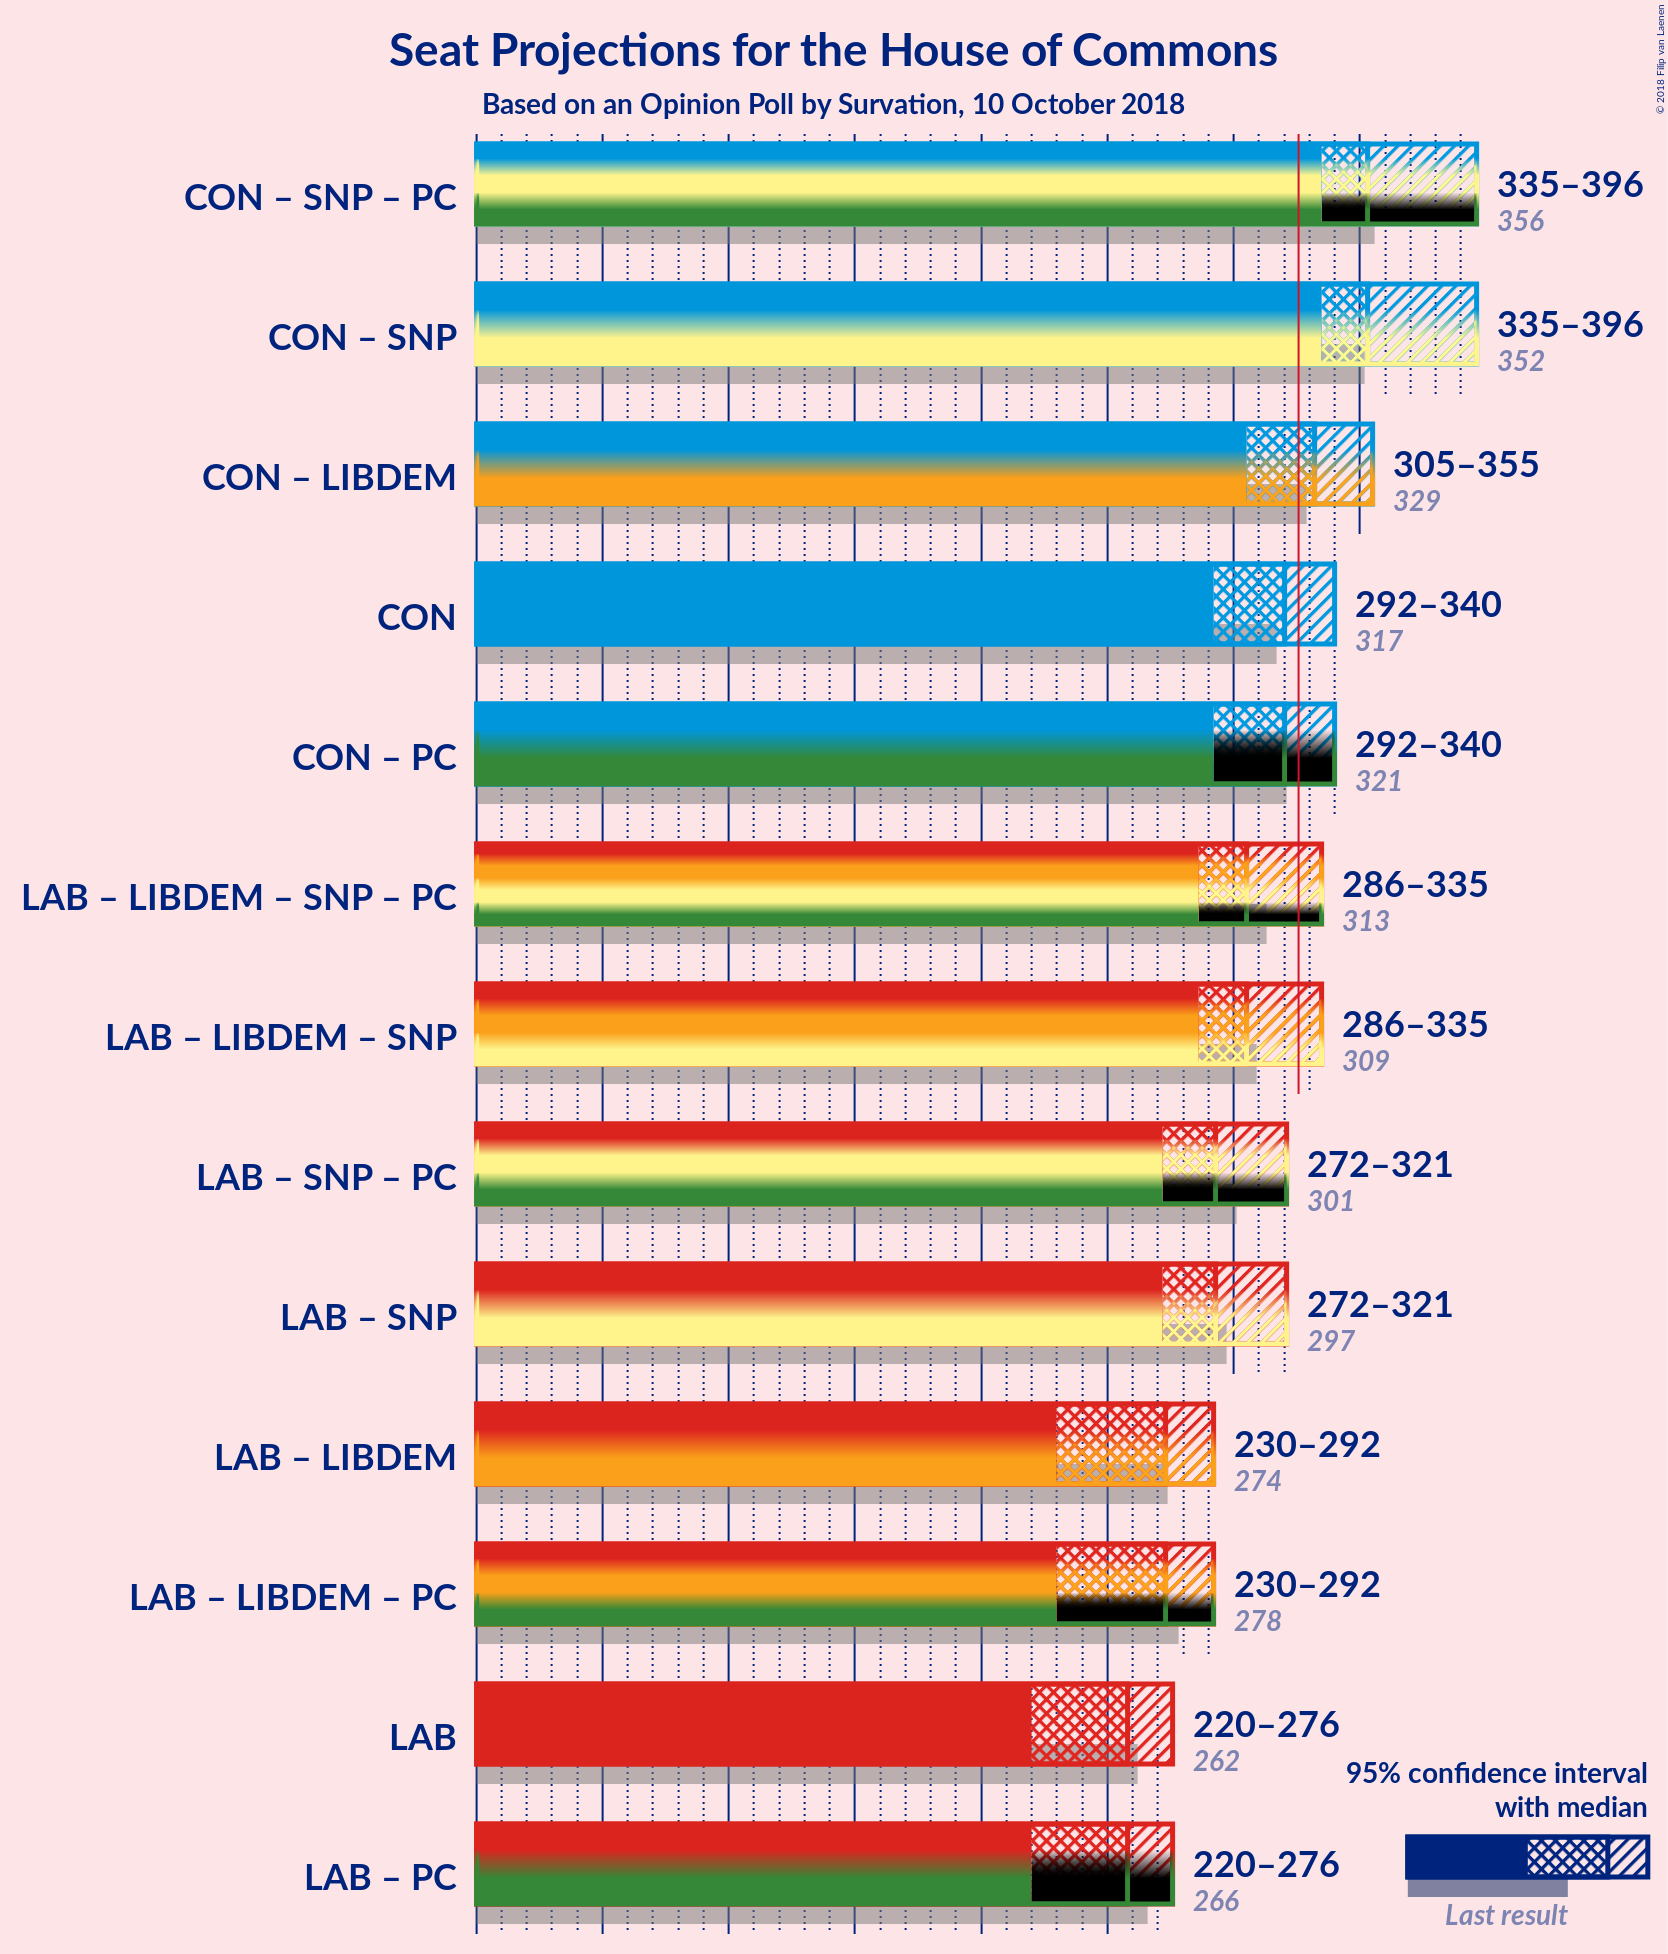 Seat Projections for the House of Commons
Based on an Opinion Poll by Survation, 10 October 2018
© 2018 Filip van Laenen
CON – SNP – PC
335–396
356
CON – SNP
335–396
352
CON – LIBDEM
305–355
329
CON
292–340
317
CON – PC
292–340
321
LAB – LIBDEM – SNP – PC
286–335
313
LAB – LIBDEM – SNP
286–335
309
LAB – SNP – PC
272–321
301
LAB – SNP
272–321
297
LAB – LIBDEM
230–292
274
LAB – LIBDEM – PC
230–292
278
LAB
220–276
262
LAB – PC
220–276
266
95% confidence interval
with median
Last result